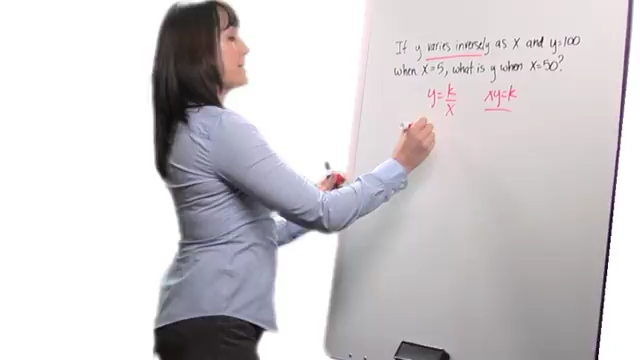 If y varies inversely as x and y=100
when x=5, what is y when x=50?
y=k/x xy=k